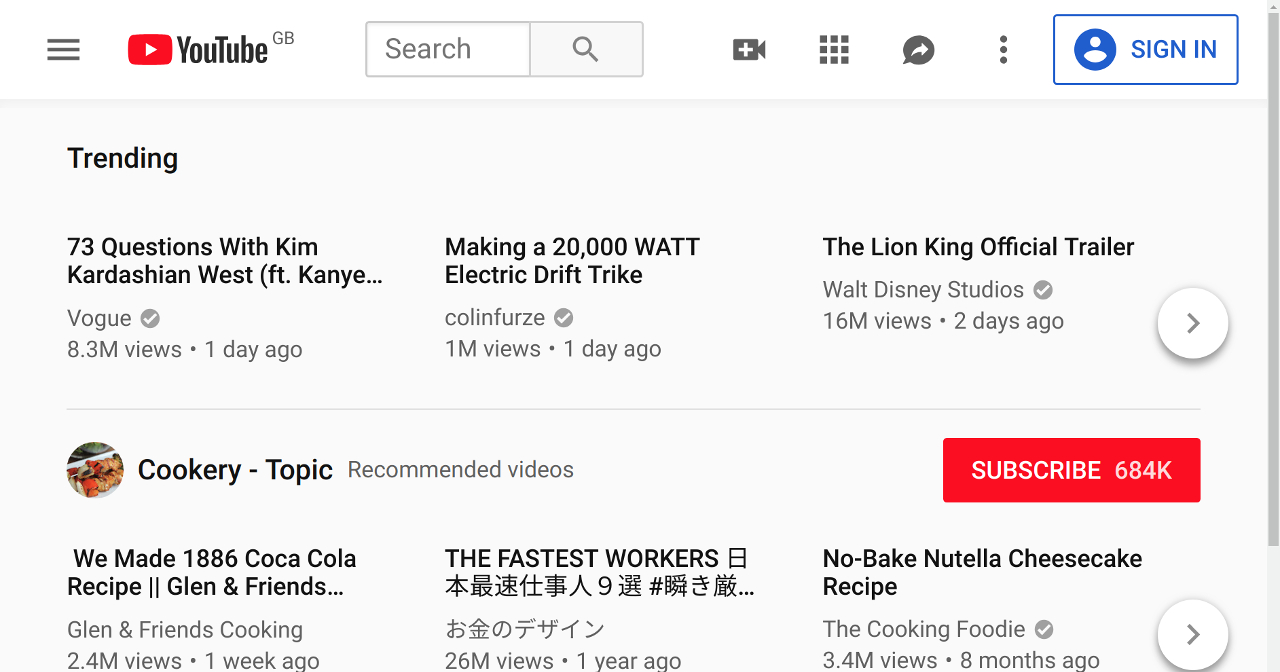 YouTube GB
Search
SIGN IN
Trending
73 Questions With Kim
Kardashian West (ft. Kanye...
Vogue
8.3M views • 1 day ago
Making a 20,000 WATT
Electric Drift Trike
colinfurze
1M views • 1 day ago
The Lion King Official Trailer
Walt Disney Studios
16M views • 2 days ago
Cookery - Topic Recommended videos
SUBSCRIBE 684K
We Made 1886 Coca Cola
Recipe || Glen & Friends...
Glen & Friends Cooking
2.4M views • 1 week ago
THE FASTEST WORKERS 日
本最速仕事人９選 #瞬き厳...
お金のデザイン
26M views • 1 year ago
No-Bake Nutella Cheesecake
Recipe
The Cooking Foodie
3.4M views • 8 months ago